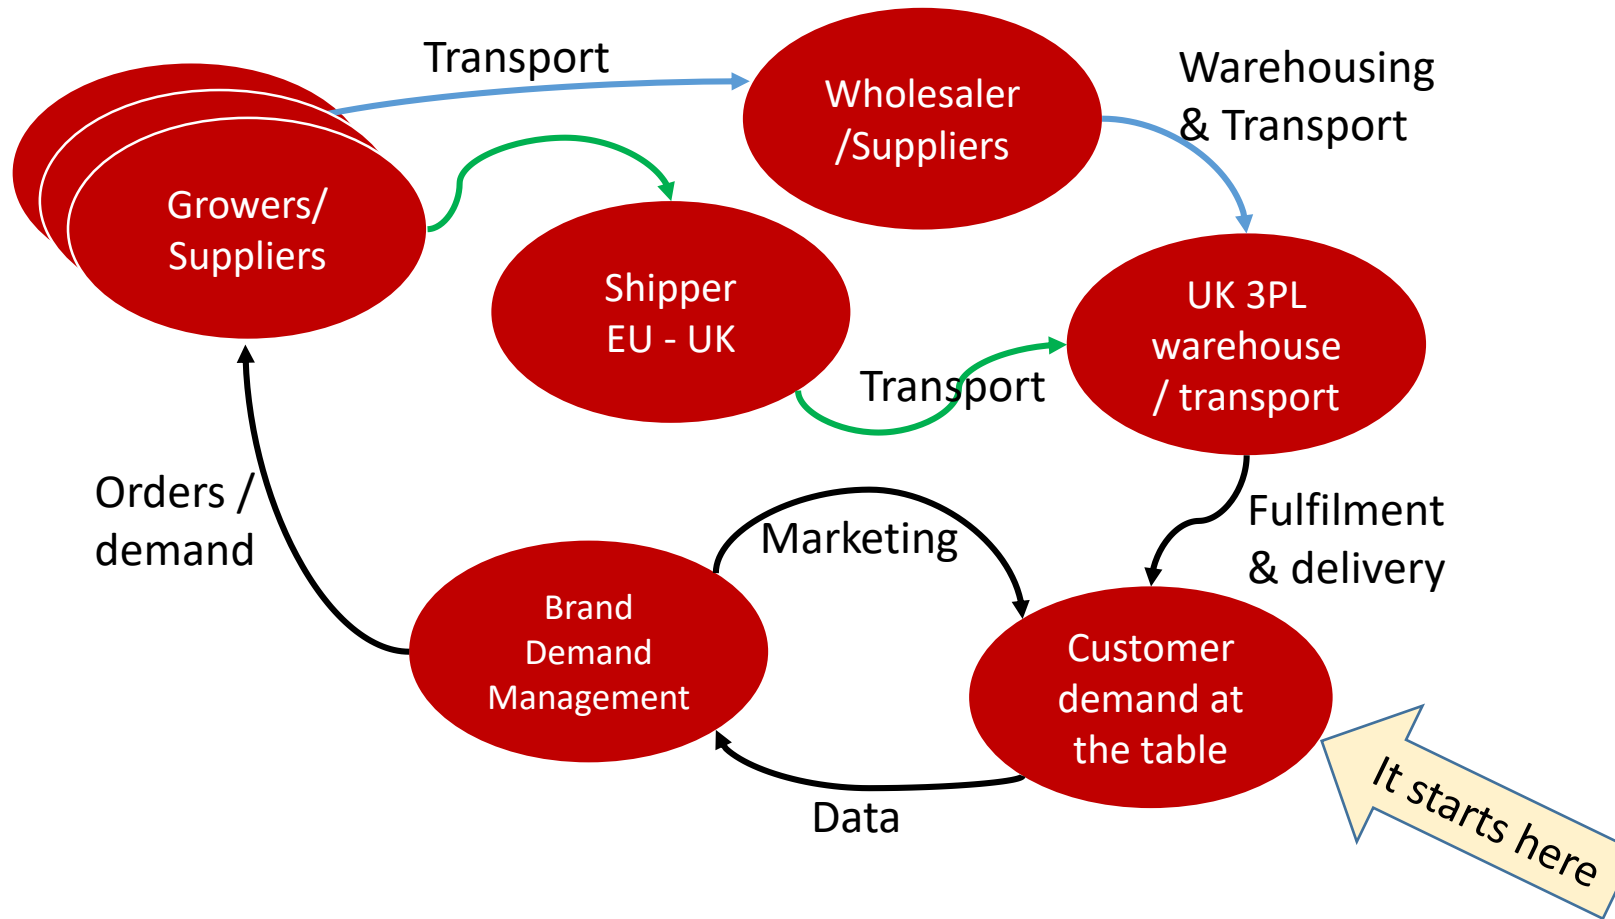 Transport
Wholesaler
/Suppliers
Warehousing
& Transport
Growers/
Suppliers
Shipper
EU - UK
UK 3PL
warehouse
/ transport
Transport
Orders /
demand
Marketing
Fulfilment
& delivery
Brand
Demand
Management
Customer
demand at
the table
Data
It starts here